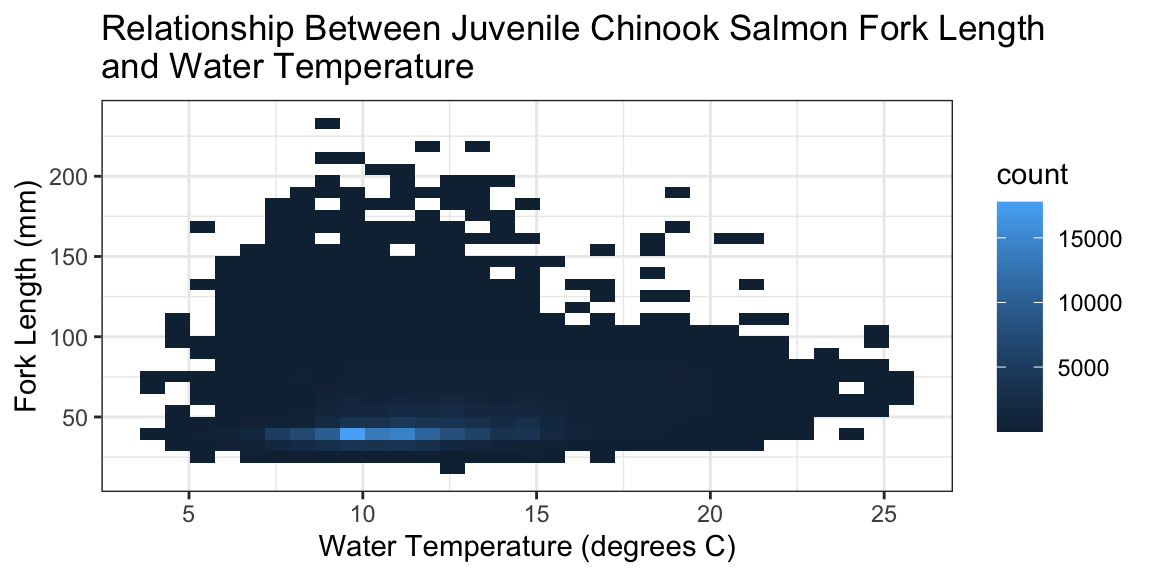 Relationship Between Juvenile Chinook Salmon Fork Length
and Water Temperature
Fork Length (mm)
200
150
100
50
5 10 15 20 25
Water Temperature (degrees C)
count
15000
10000
5000